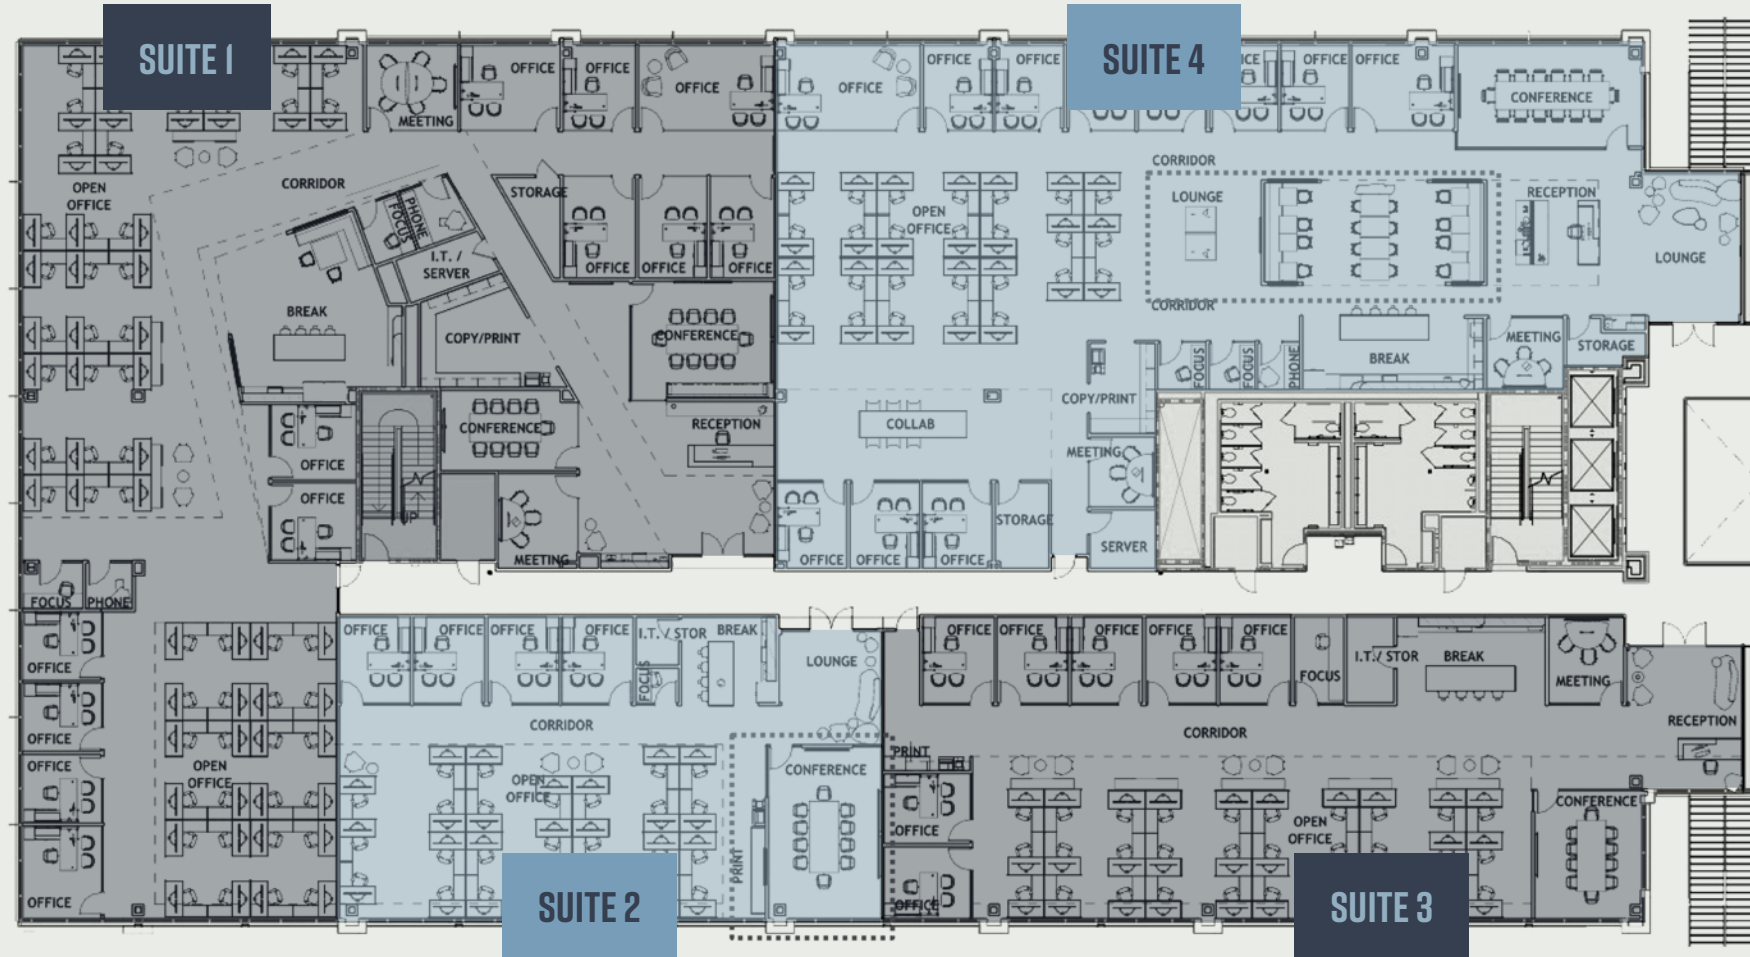 SUITE 1
SUITE 4
OFFICE
OFFICE
OFFICE
MEETING
OFFICE
OFFICE
OFFICE
OFFICE
OFFICE
CONFERENCE
OPEN
OFFICE
CORRIDOR
STORAGE
PHONE
FOCUS
I.T. /
SERVER
OFFICE
OFFICE
OFFICE
BREAK
COPY/PRINT
CONFERENCE
CONFERENCE
RECEPTION
OFFICE
OFFICE
UP
MEETING
CORRIDOR
LOUNGE
RECEPTION
LOUNGE
OPEN
OFFICE
CORRIDOR
FOCUS
FOCUS
PHONE
BREAK
MEETING
STORAGE
COPY/PRINT
COLLAB
MEETING
STORAGE
SERVER
OFFICE
OFFICE
OFFICE
FOCUS
PHONE
OFFICE
OFFICE
OFFICE
OFFICE
OPEN
OFFICE
OFFICE
OFFICE
OFFICE
OFFICE
I.T. / STOR
BREAK
FOCUS
LOUNGE
CORRIDOR
OPEN
OFFICE
CONFERENCE
PRINT
SUITE 2
OFFICE
OFFICE
OFFICE
OFFICE
OFFICE
FOCUS
I.T. / STOR
BREAK
MEETING
RECEPTION
CORRIDOR
PRINT
OFFICE
OFFICE
OPEN
OFFICE
CONFERENCE
SUITE 3